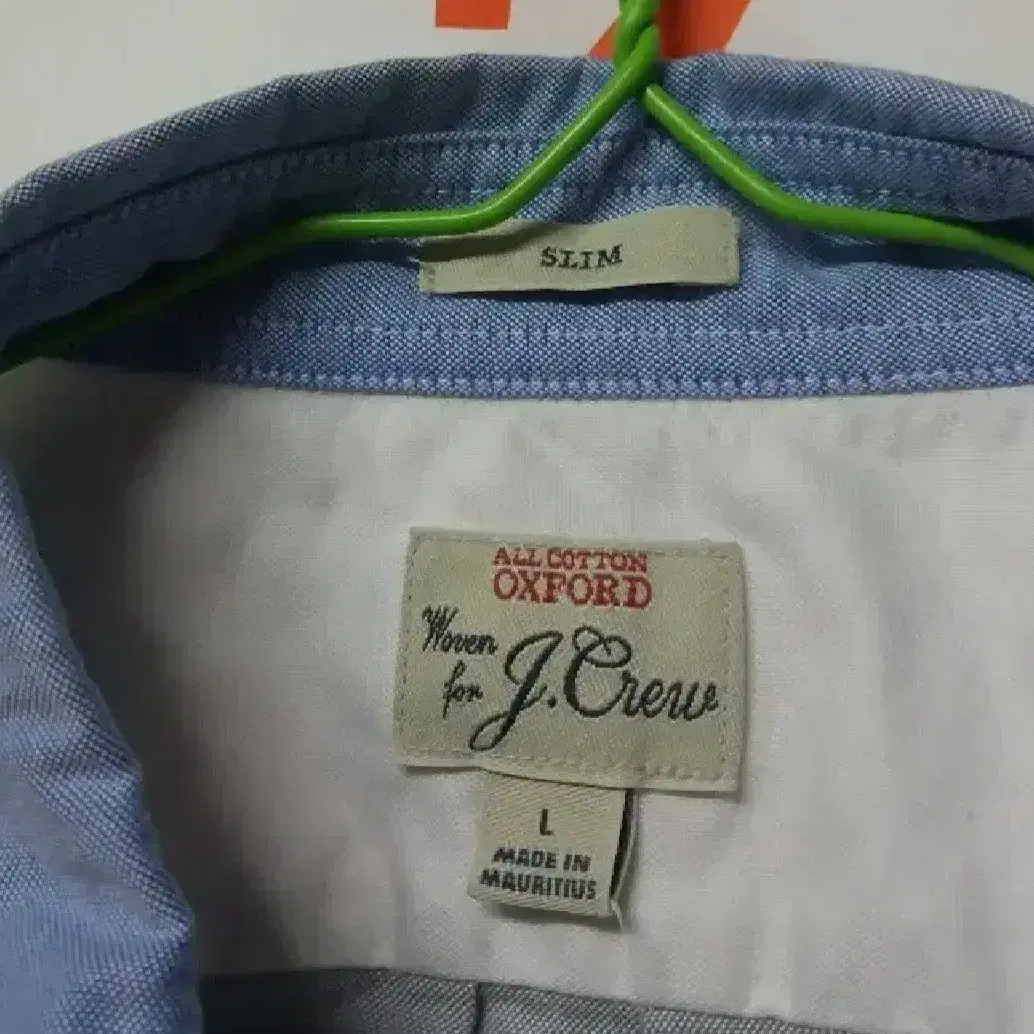 SLIM
ALL COTTON
OXFORD
Woven
for J.Crew
L
MADE IN
MAURITIUS